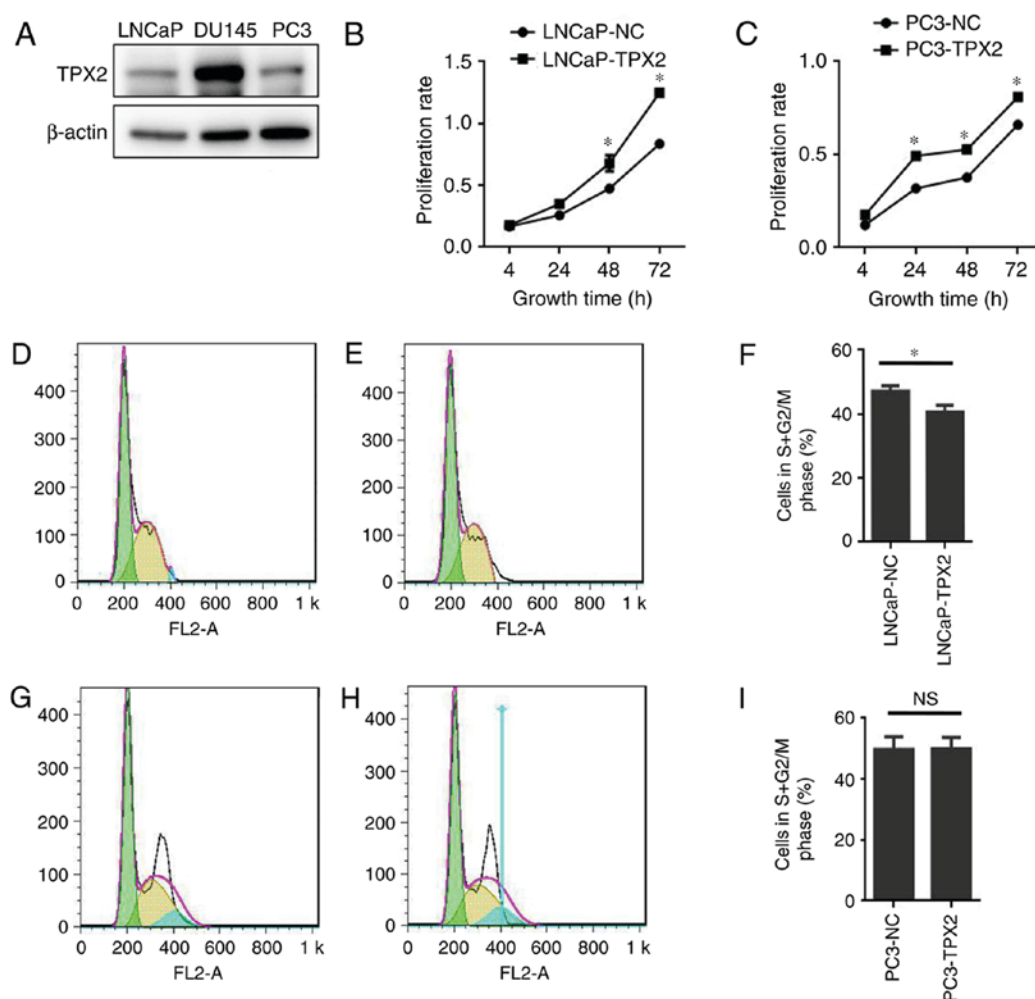 A
LNCaP DU145 PC3
TPX2
β-actin
B
LNCaP-NC
LNCaP-TPX2
Proliferation rate
1.5
1.0
0.5
0.0
*
*
4 24 48 72
Growth time (h)
C
PC3-NC
PC3-TPX2
Proliferation rate
1.0
0.5
0.0
*
*
*
4 24 48 72
Growth time (h)
D
400
300
200
100
0
0 200 400 600 800 1 k
FL2-A
E
400
300
200
100
0
0 200 400 600 800 1 k
FL2-A
F
Cells in S+G2/M
phase (%)
60
40
20
0
*
LNCaP-NC
LNCaP-TPX2
G
400
300
200
100
0
0 200 400 600 800 1 k
FL2-A
H
400
300
200
100
0
0 200 400 600 800 1 k
FL2-A
I
Cells in S+G2/M
phase (%)
60
40
20
0
NS
PC3-NC
PC3-TPX2